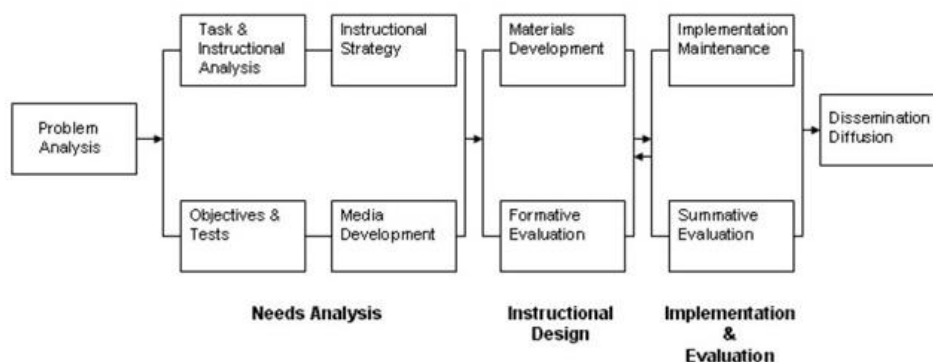 Problem
Analysis
Task &
Instructional
Analysis
Instructional
Strategy
Objectives &
Tests
Media
Development
Materials
Development
Formative
Evaluation
Implementation
Maintenance
Summative
Evaluation
Dissemination
Diffusion
Needs Analysis
Instructional
Design
Implementation
&
Evaluation